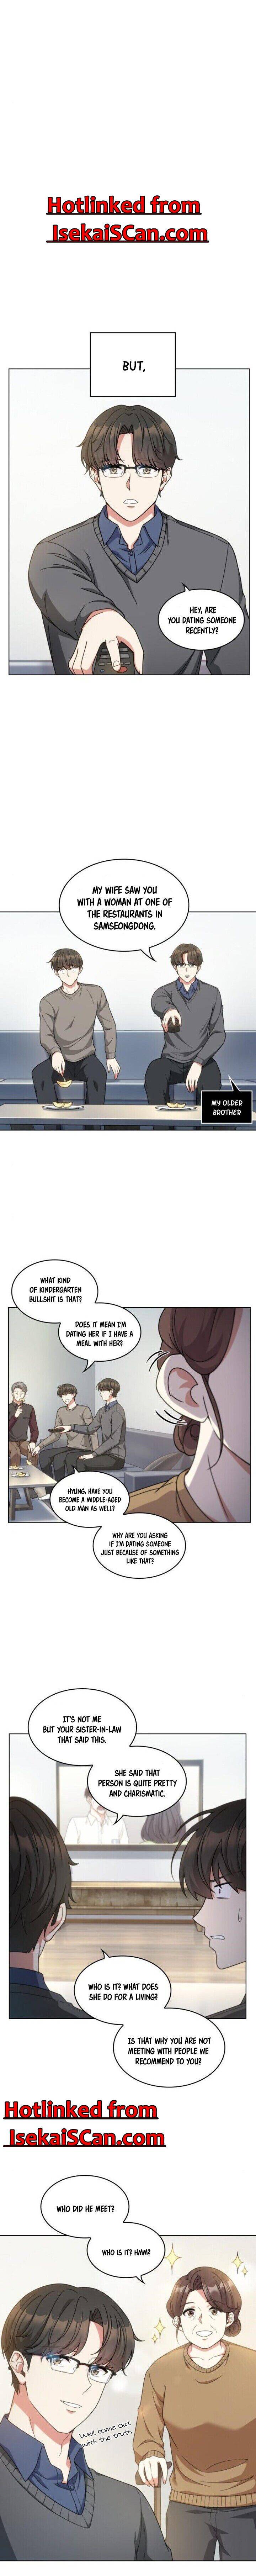 Hotlinked from
IsekaiSCan.com
BUT,
HEY, ARE
YOU DATING SOMEONE
RECENTLY?
MY WIFE SAW YOU
WITH A WOMAN AT ONE OF
THE RESTAURANTS IN
SAMSEONGDONG.
MY OLDER
BROTHER
WHAT KIND
OF KINDERGARTEN
BULLSHIT IS THAT?
DOES IT MEAN I'M
DATING HER IF I HAVE A
MEAL WITH HER?
HYUNG, HAVE YOU
BECOME A MIDDLE-AGED
OLD MAN AS WELL?
WHY ARE YOU ASKING
IF I'M DATING SOMEONE
JUST BECAUSE OF SOMETHING
LIKE THAT?
IT'S NOT ME
BUT YOUR SISTER-IN-LAW
THAT SAID THIS.
SHE SAID THAT
PERSON IS QUITE PRETTY
AND CHARISMATIC.
WHO IS IT? WHAT DOES
SHE DO FOR A LIVING?
IS THAT WHY YOU ARE NOT
MEETING WITH PEOPLE WE
RECOMMEND TO YOU?
Hotlinked from
IsekaiSCan.com
WHO DID HE MEET?
WHO IS IT? HMM?
Well, come out
with the truth